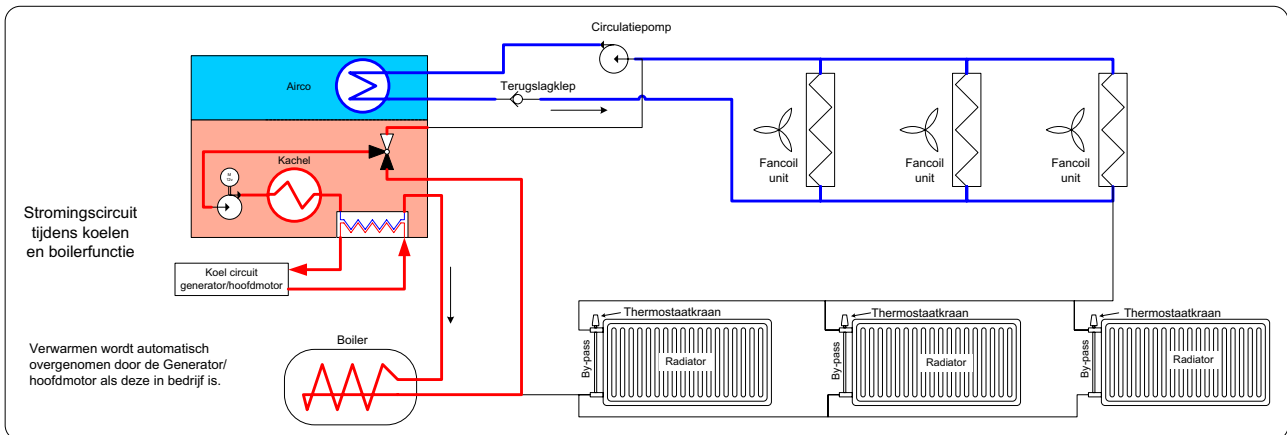 Circulatiepomp
Airco
Terugslagklep
Kachel
M
12v
Fancoil
unit
Fancoil
unit
Fancoil
unit
Stromingscircuit
tijdens koelen
en boilerfunctie
Koel circuit
generator/hoofdmotor
Verwarmen wordt automatisch
overgenomen door de Generator/
hoofdmotor als deze in bedrijf is.
Boiler
Thermostaatkraan
By-pass
Radiator
Thermostaatkraan
By-pass
Radiator
Thermostaatkraan
By-pass
Radiator